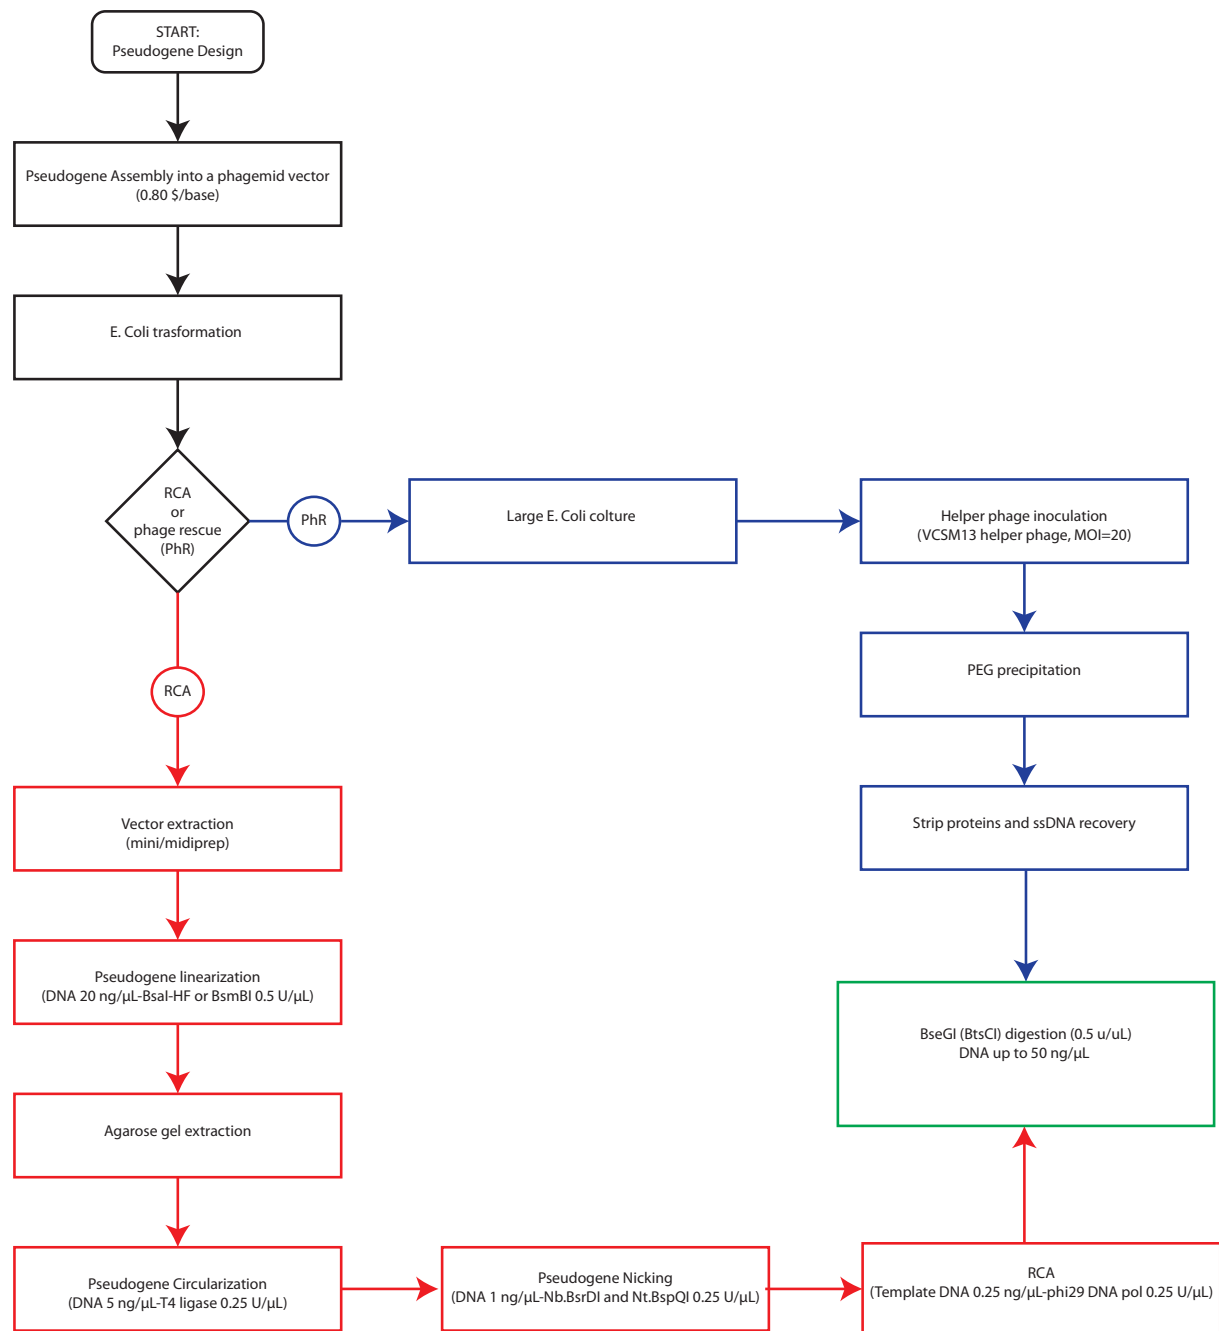 START:
Pseudogene Design
Pseudogene Assembly into a phagemid vector
(0.80 $/base)
E. Coli trasformation
RCA
or
phage rescue
(PhR)
PhR
Large E. Coli colture
Helper phage inoculation
(VCSM13 helper phage, MOI=20)
PEG precipitation
Strip proteins and ssDNA recovery
RCA
Vector extraction
(mini/midiprep)
Pseudogene linearization
(DNA 20 ng/µL-BsaI-HF or BsmBI 0.5 U/µL)
Agarose gel extraction
Pseudogene Circularization
(DNA 5 ng/µL-T4 ligase 0.25 U/µL)
Pseudogene Nicking
(DNA 1 ng/µL-Nb.BsrDI and Nt.BspQI 0.25 U/µL)
RCA
(Template DNA 0.25 ng/µL-phi29 DNA pol 0.25 U/µL)
BseGI (BtsCI) digestion (0.5 u/uL)
DNA up to 50 ng/µL